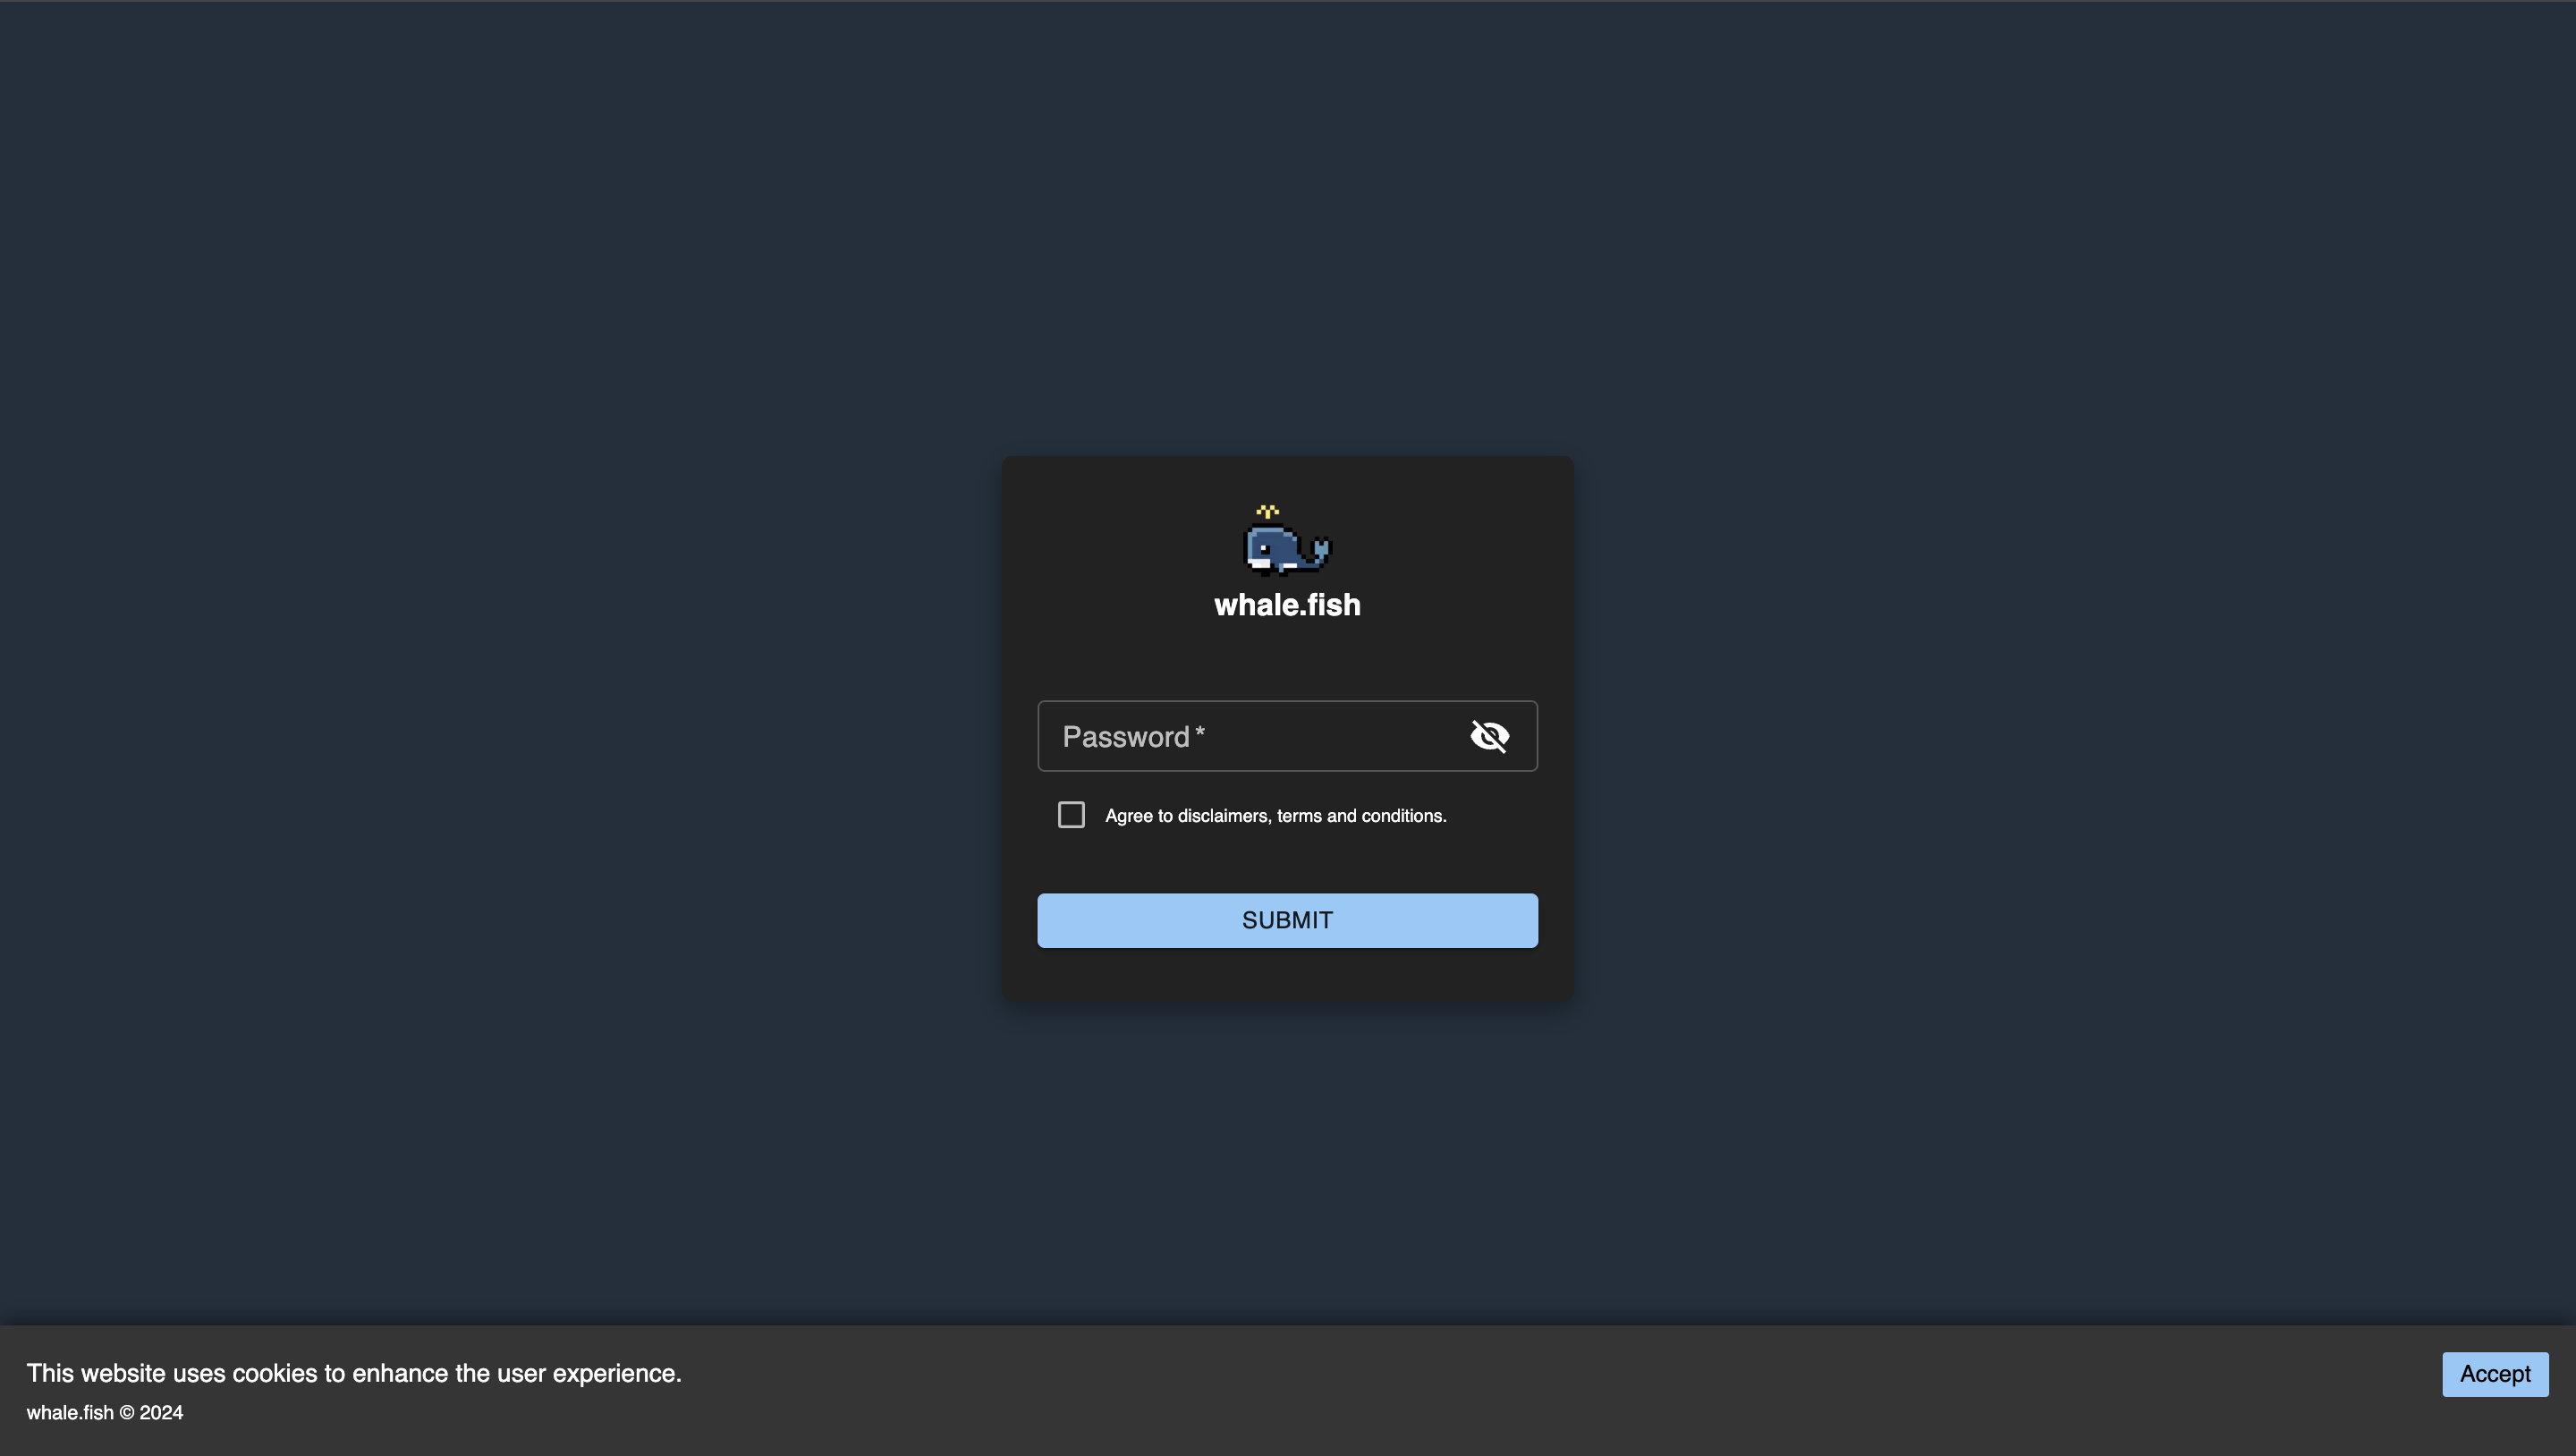 whale.fish
Password *
Agree to disclaimers, terms and conditions.
SUBMIT
This website uses cookies to enhance the user experience.
Accept
whale.fish © 2024